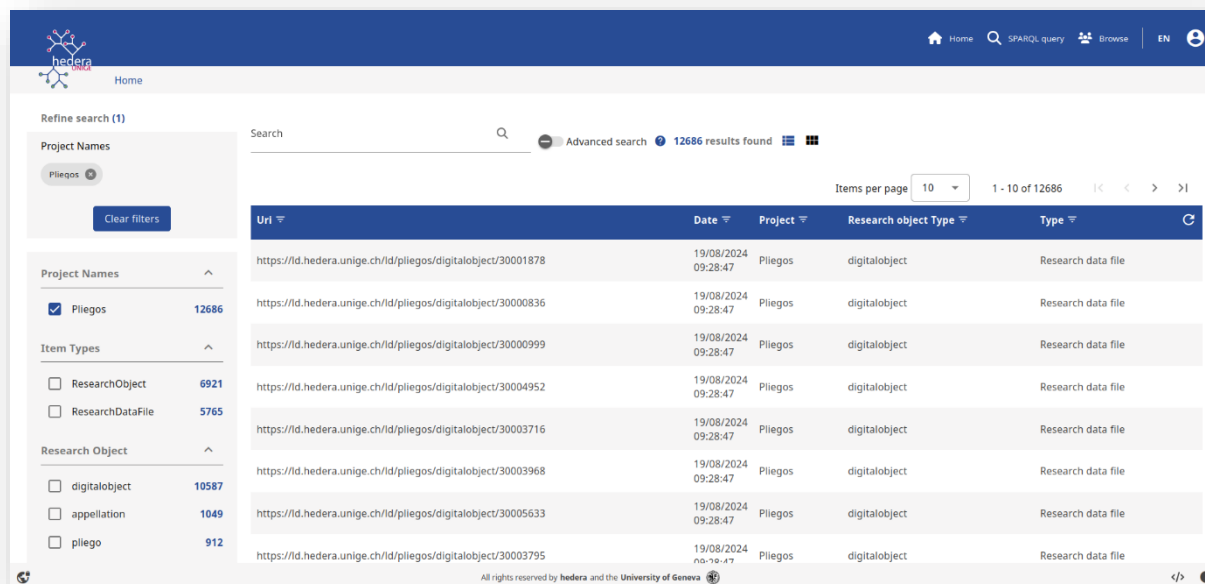 hedera
UNIGE
Home SPARQL query Browse EN
Home
Refine search (1)
Project Names
Pliegos
Clear filters
Project Names
Pliegos 12686
Item Types
ResearchObject 6921
ResearchDataFile 5765
Research Object
digitalobject 10587
appellation 1049
pliego 912
Search
Advanced search ? 12686 results found
Items per page 10 1 - 10 of 12686
Uri Date Project Research object Type Type
https://ld.hedera.unige.ch/ld/pliegos/digitalobject/30001878 19/08/2024 09:28:47 Pliegos digitalobject Research data file
https://ld.hedera.unige.ch/ld/pliegos/digitalobject/30000836 19/08/2024 09:28:47 Pliegos digitalobject Research data file
https://ld.hedera.unige.ch/ld/pliegos/digitalobject/30000999 19/08/2024 09:28:47 Pliegos digitalobject Research data file
https://ld.hedera.unige.ch/ld/pliegos/digitalobject/30004952 19/08/2024 09:28:47 Pliegos digitalobject Research data file
https://ld.hedera.unige.ch/ld/pliegos/digitalobject/30003716 19/08/2024 09:28:47 Pliegos digitalobject Research data file
https://ld.hedera.unige.ch/ld/pliegos/digitalobject/30003968 19/08/2024 09:28:47 Pliegos digitalobject Research data file
https://ld.hedera.unige.ch/ld/pliegos/digitalobject/30005633 19/08/2024 09:28:47 Pliegos digitalobject Research data file
https://ld.hedera.unige.ch/ld/pliegos/digitalobject/30003795 19/08/2024 09:28:47 Pliegos digitalobject Research data file
All rights reserved by hedera and the University of Geneva